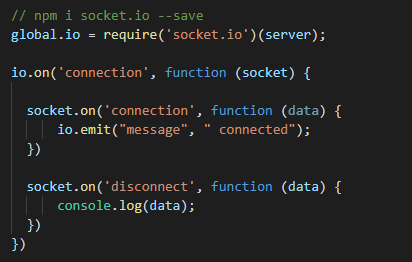 // npm i socket.io --save
global.io = require('socket.io')(server);
io.on('connection', function (socket) {
socket.on('connection', function (data) {
io.emit("message", " connected");
})
socket.on('disconnect', function (data) {
console.log(data);
})
})